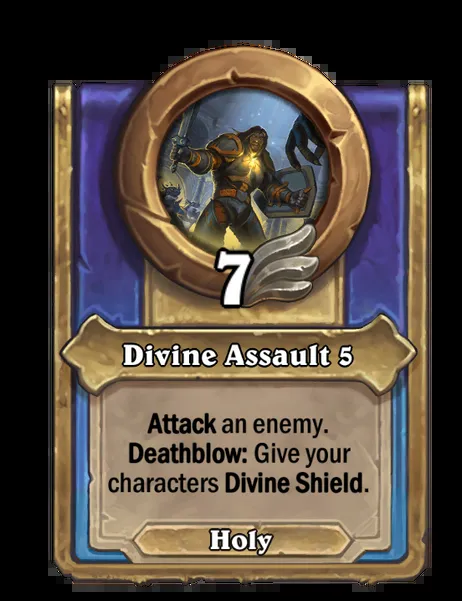 7
Divine Assault 5
Attack an enemy.
Deathblow: Give your
characters Divine Shield.
Holy